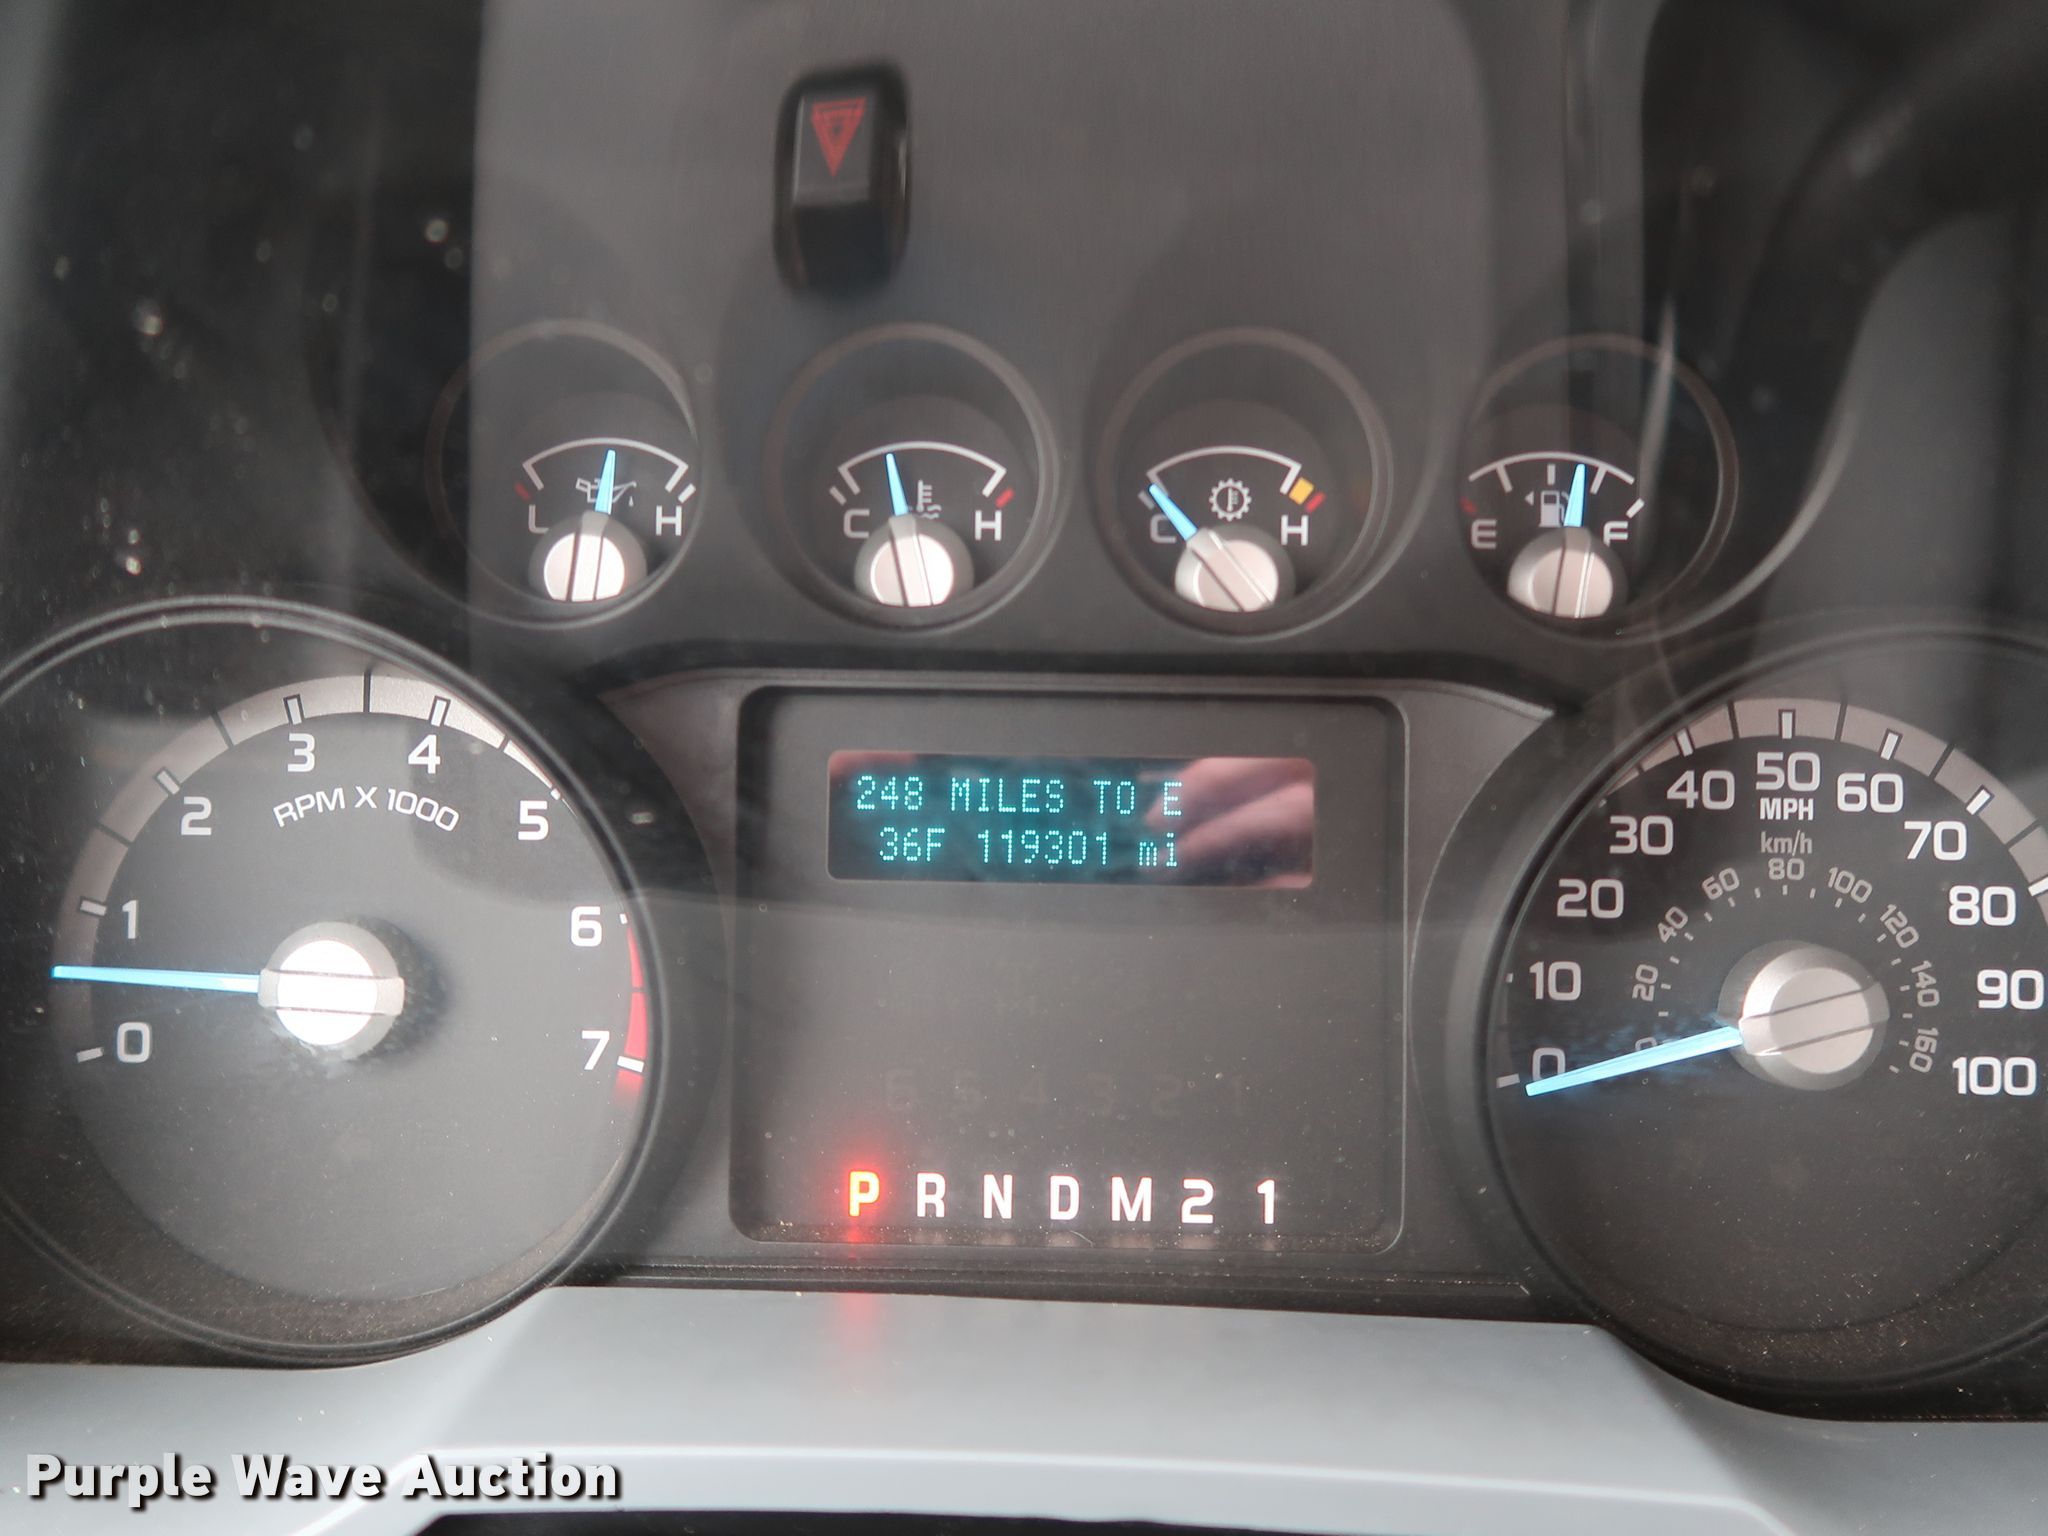 L H
C H
C H
E F
0 1 2 3 4 5 6 7
RPM X 1000
248 MILES TO E
36F 119301 mi
P R N D M 2 1
0 10 20 30 40 50 60 70 80 90 100
MPH
km/h
20 40 60 80 100 120 140 160
Purple Wave Auction